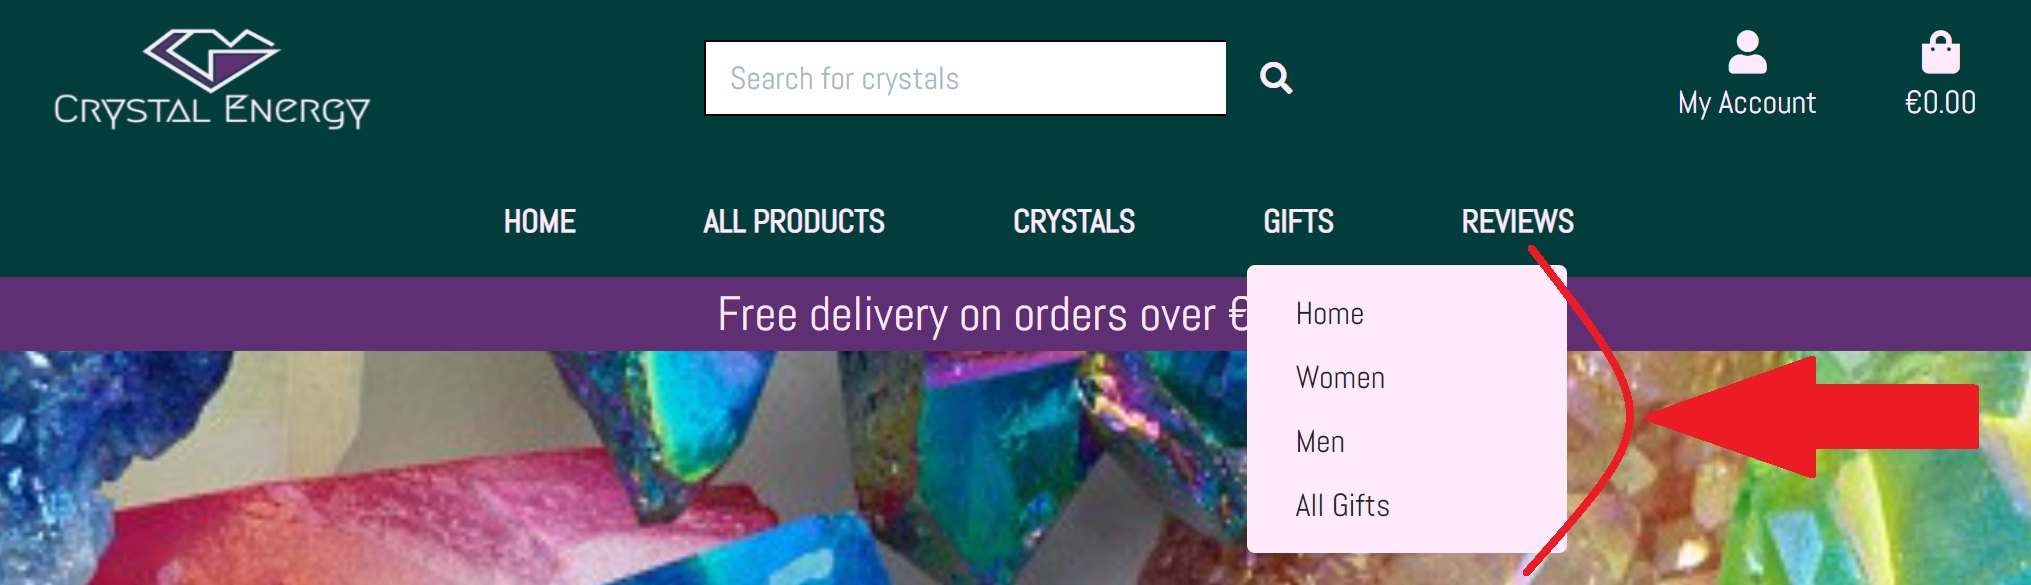 CRYSTAL ENERGY
Search for crystals
My Account
€0.00
HOME
ALL PRODUCTS
CRYSTALS
GIFTS
REVIEWS
Free delivery on orders over €
Home
Women
Men
All Gifts